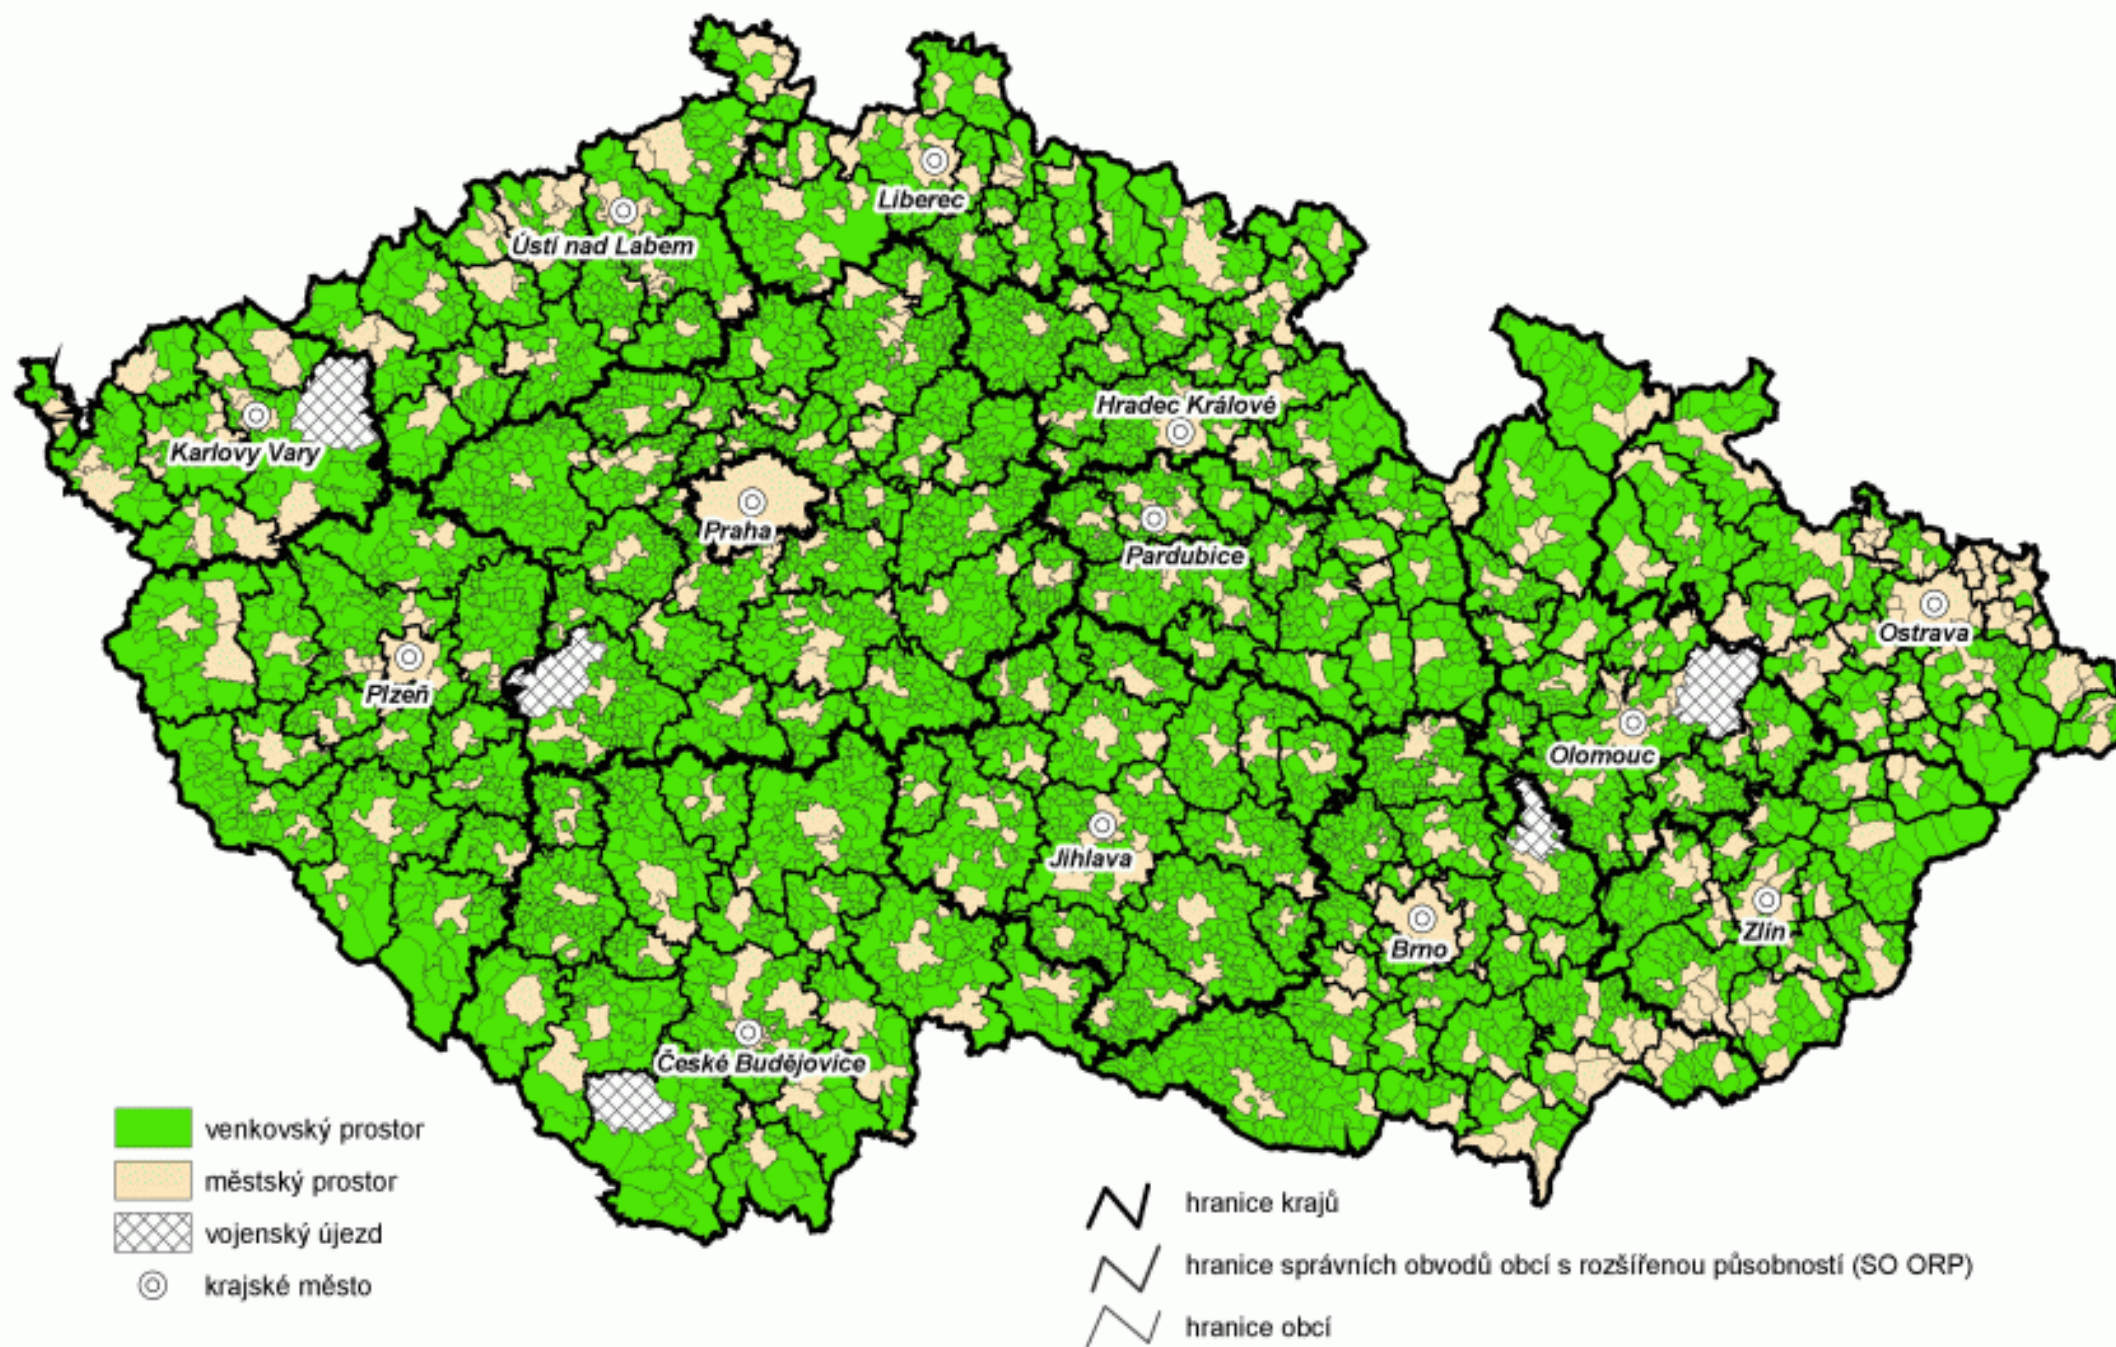 Liberec
Ústí nad Labem
Hradec Králové
Karlovy Vary
Praha
Pardubice
Ostrava
Plzeň
Olomouc
Jihlava
Zlín
Brno
České Budějovice
venkovský prostor
městský prostor
vojenský újezd
krajské město
hranice krajů
hranice správních obvodů obcí s rozšířenou působností (SO ORP)
hranice obcí